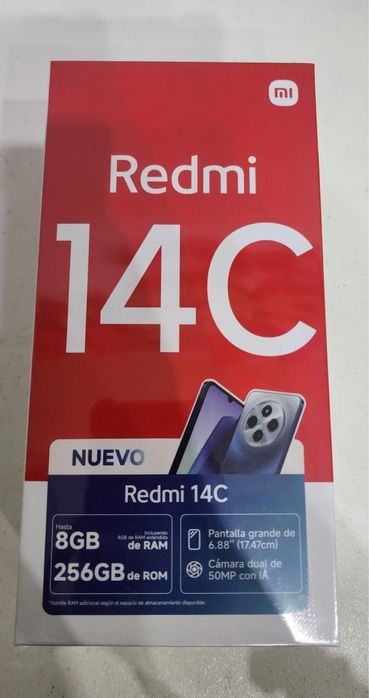 mi
Redmi
14C
NUEVO
Redmi 14C
Hasta
8GB
Incluyendo
4GB de RAM extendida
de RAM
256GB de ROM
Pantalla grande de
6.88" (17.47cm)
Cámara dual de
50MP con IA
*Admite RAM adicional según el espacio de almacenamiento disponible.